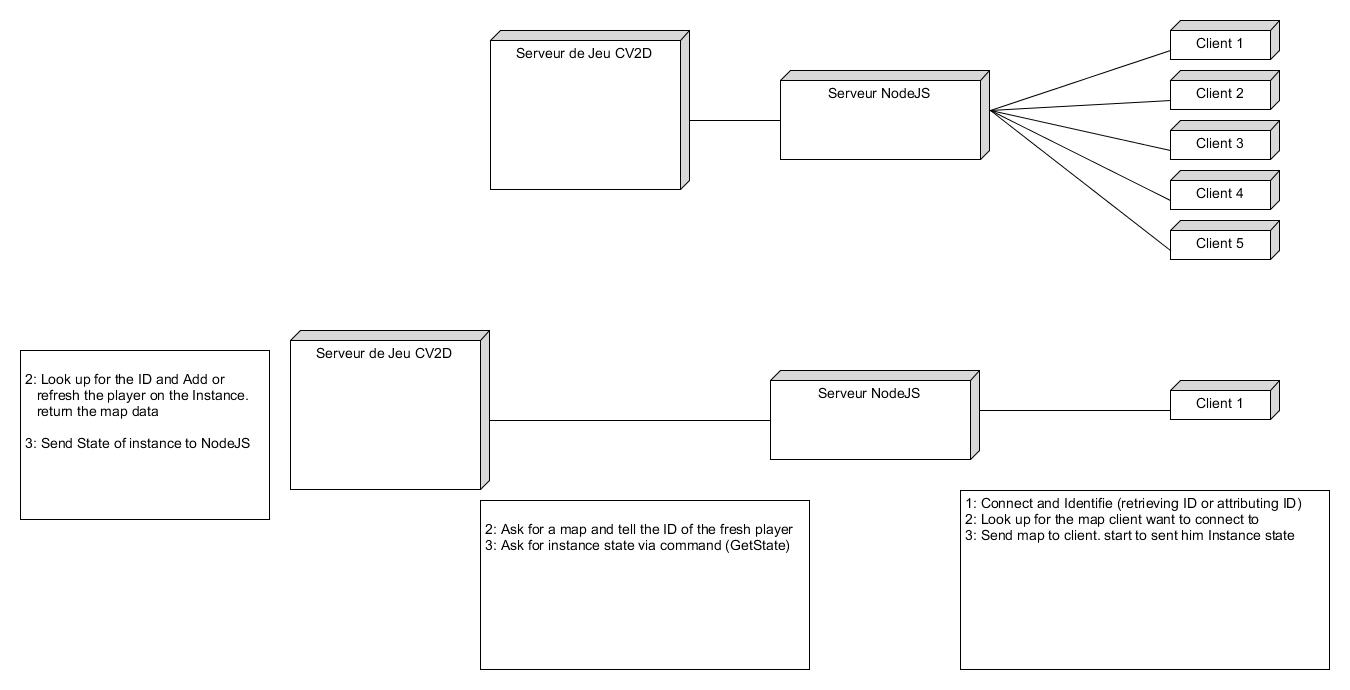 Serveur de Jeu CV2D
Serveur NodeJS
Client 1
Client 2
Client 3
Client 4
Client 5
Serveur de Jeu CV2D
Serveur NodeJS
Client 1
2: Look up for the ID and Add or
refresh the player on the Instance.
return the map data
3: Send State of instance to NodeJS
2: Ask for a map and tell the ID of the fresh player
3: Ask for instance state via command (GetState)
1: Connect and Identifie (retrieving ID or attributing ID)
2: Look up for the map client want to connect to
3: Send map to client. start to sent him Instance state